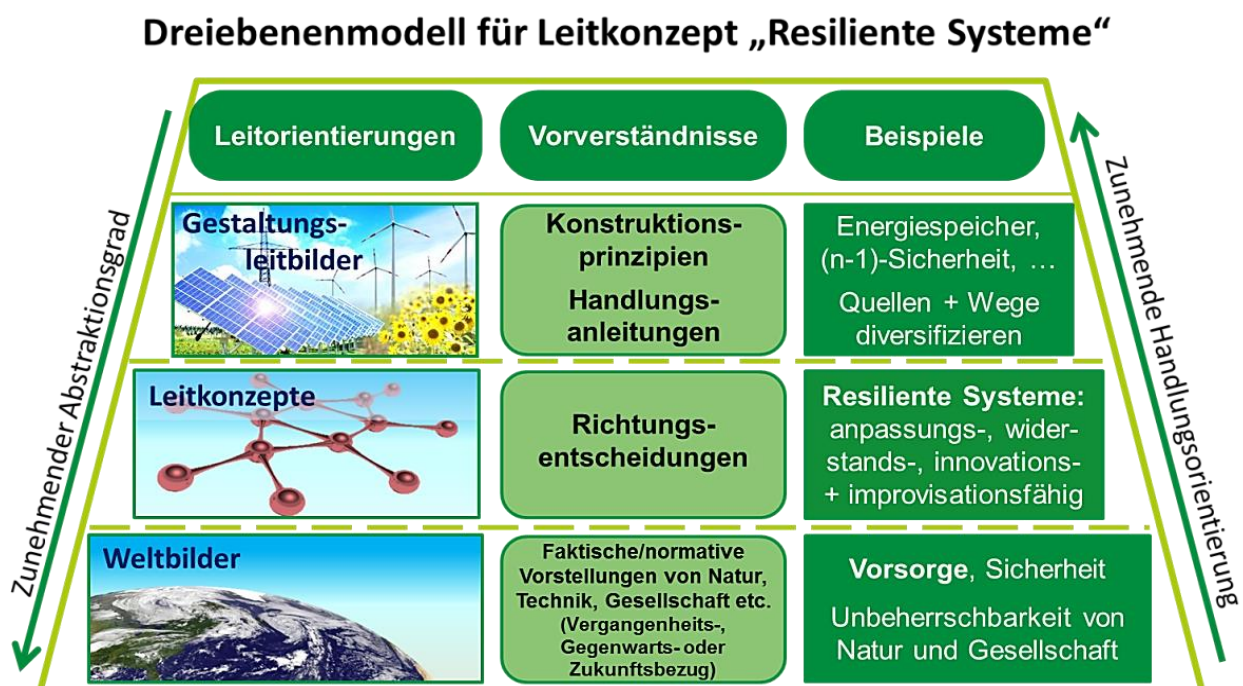 Dreiebenenmodell für Leitkonzept „Resiliente Systeme“
Leitorientierungen
Vorverständnisse
Beispiele
Zunehmender Abstraktionsgrad
Zunehmende Handlungsorientierung
Gestaltungs-
leitbilder
Konstruktions-
prinzipien
Handlungs-
anleitungen
Energiespeicher,
(n-1)-Sicherheit, …
Quellen + Wege
diversifizieren
Leitkonzepte
Richtungs-
entscheidungen
Resiliente Systeme:
anpassungs-, wider-
stands-, innovations-
+ improvisationsfähig
Weltbilder
Faktische/normative
Vorstellungen von Natur,
Technik, Gesellschaft etc.
(Vergangenheits-,
Gegenwarts- oder
Zukunftsbezug)
Vorsorge, Sicherheit
Unbeherrschbarkeit von
Natur und Gesellschaft